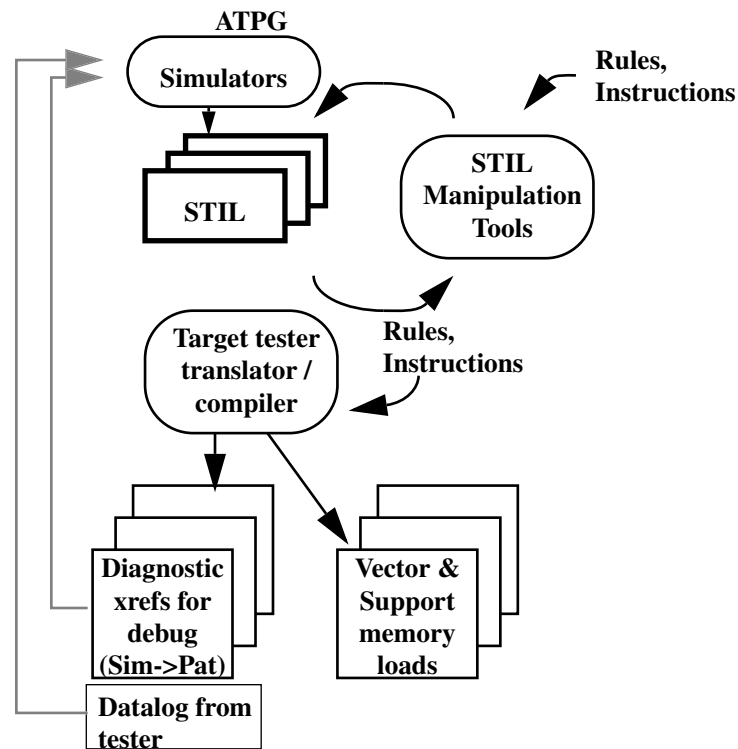 ATPG
Simulators
Rules,
Instructions
STIL
STIL
Manipulation
Tools
Rules,
Instructions
Target tester
translator /
compiler
Diagnostic
xrefs for
debug
(Sim->Pat)
Vector &
Support
memory
loads
Datalog from
tester